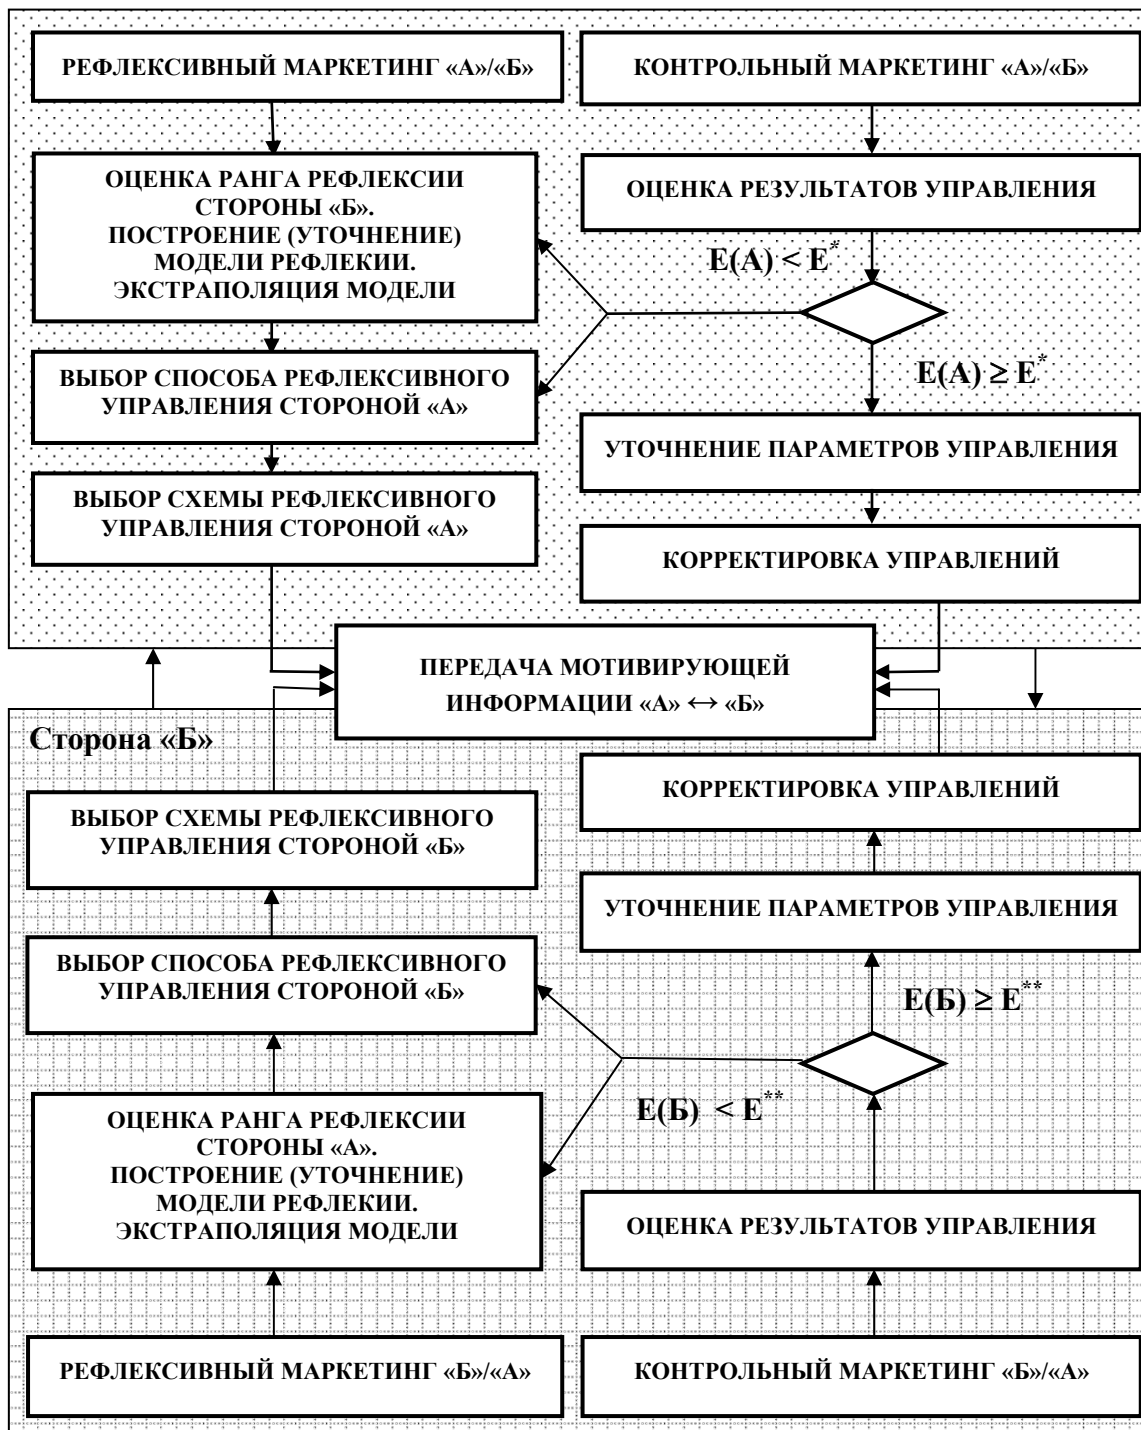 РЕФЛЕКСИВНЫЙ МАРКЕТИНГ «А»/«Б»
КОНТРОЛЬНЫЙ МАРКЕТИНГ «А»/«Б»
ОЦЕНКА РАНГА РЕФЛЕКСИИ
СТОРОНЫ «Б».
ПОСТРОЕНИЕ (УТОЧНЕНИЕ)
МОДЕЛИ РЕФЛЕКИИ.
ЭКСТРАПОЛЯЦИЯ МОДЕЛИ
ОЦЕНКА РЕЗУЛЬТАТОВ УПРАВЛЕНИЯ
Е(А) < Е*
Е(А) ≥ Е*
ВЫБОР СПОСОБА РЕФЛЕКСИВНОГО
УПРАВЛЕНИЯ СТОРОНОЙ «А»
УТОЧНЕНИЕ ПАРАМЕТРОВ УПРАВЛЕНИЯ
ВЫБОР СХЕМЫ РЕФЛЕКСИВНОГО
УПРАВЛЕНИЯ СТОРОНОЙ «А»
КОРРЕКТИРОВКА УПРАВЛЕНИЙ
ПЕРЕДАЧА МОТИВИРУЮЩЕЙ
ИНФОРМАЦИИ «А» ↔ «Б»
Сторона «Б»
КОРРЕКТИРОВКА УПРАВЛЕНИЙ
ВЫБОР СХЕМЫ РЕФЛЕКСИВНОГО
УПРАВЛЕНИЯ СТОРОНОЙ «Б»
УТОЧНЕНИЕ ПАРАМЕТРОВ УПРАВЛЕНИЯ
ВЫБОР СПОСОБА РЕФЛЕКСИВНОГО
УПРАВЛЕНИЯ СТОРОНОЙ «Б»
Е(Б) ≥ Е**
Е(Б) < Е**
ОЦЕНКА РАНГА РЕФЛЕКСИИ
СТОРОНЫ «А».
ПОСТРОЕНИЕ (УТОЧНЕНИЕ)
МОДЕЛИ РЕФЛЕКИИ.
ЭКСТРАПОЛЯЦИЯ МОДЕЛИ
ОЦЕНКА РЕЗУЛЬТАТОВ УПРАВЛЕНИЯ
РЕФЛЕКСИВНЫЙ МАРКЕТИНГ «Б»/«А»
КОНТРОЛЬНЫЙ МАРКЕТИНГ «Б»/«А»